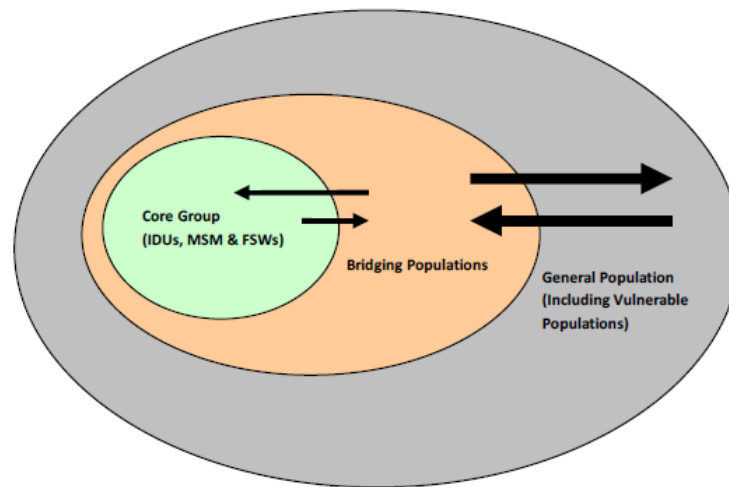 Core Group
(IDUs, MSM & FSWs)
Bridging Populations
General Population
(Including Vulnerable
Populations)